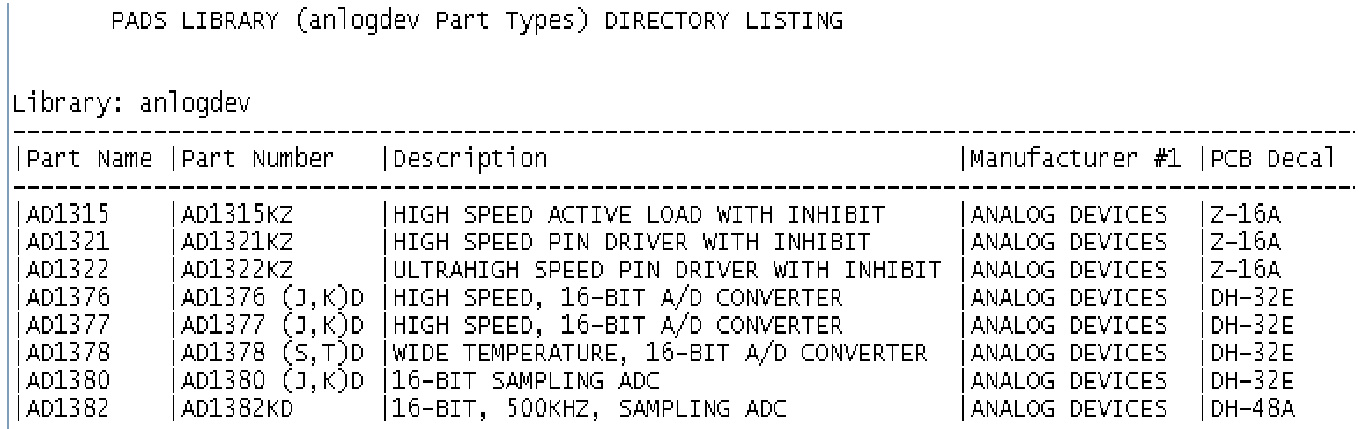 PADS LIBRARY (anlogdev Part Types) DIRECTORY LISTING
Library: anlogdev
|Part Name |Part Number |Description |Manufacturer #1 |PCB Decal
|AD1315 |AD1315KZ |HIGH SPEED ACTIVE LOAD WITH INHIBIT |ANALOG DEVICES |Z-16A
|AD1321 |AD1321KZ |HIGH SPEED PIN DRIVER WITH INHIBIT |ANALOG DEVICES |Z-16A
|AD1322 |AD1322KZ |ULTRAHIGH SPEED PIN DRIVER WITH INHIBIT |ANALOG DEVICES |Z-16A
|AD1376 |AD1376 (J,K)D |HIGH SPEED, 16-BIT A/D CONVERTER |ANALOG DEVICES |DH-32E
|AD1377 |AD1377 (J,K)D |HIGH SPEED, 16-BIT A/D CONVERTER |ANALOG DEVICES |DH-32E
|AD1378 |AD1378 (S,T)D |WIDE TEMPERATURE, 16-BIT A/D CONVERTER |ANALOG DEVICES |DH-32E
|AD1380 |AD1380 (J,K)D |16-BIT SAMPLING ADC |ANALOG DEVICES |DH-32E
|AD1382 |AD1382KD |16-BIT, 500KHZ, SAMPLING ADC |ANALOG DEVICES |DH-48A